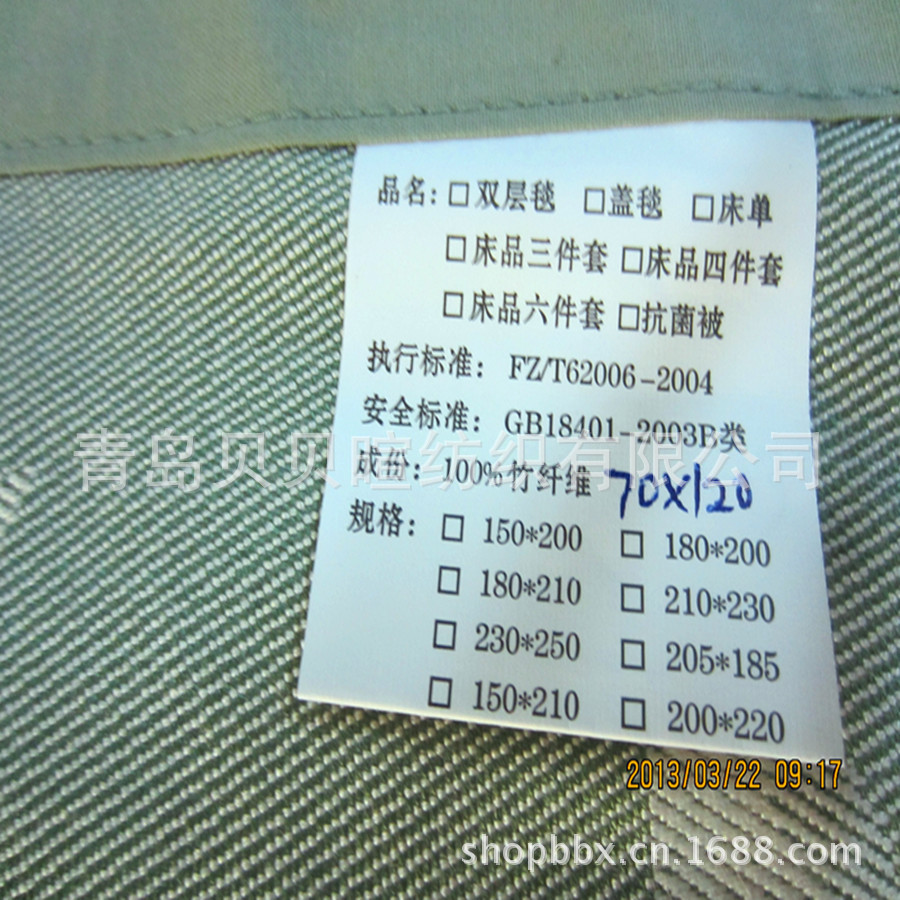 品名：□双层毯 □盖毯 □床单
□床品三件套 □床品四件套
□床品六件套 □抗菌被
执行标准：FZ/T62006-2004
安全标准：GB18401-2003B类
青岛贝贝暄纺织有限公司
成份：100%竹纤维 70X120
规格：□ 150*200 □ 180*200
□ 180*210 □ 210*230
□ 230*250 □ 205*185
□ 150*210 □ 200*220
2013/03/22 09:17
shopbbx.cn.1688.com